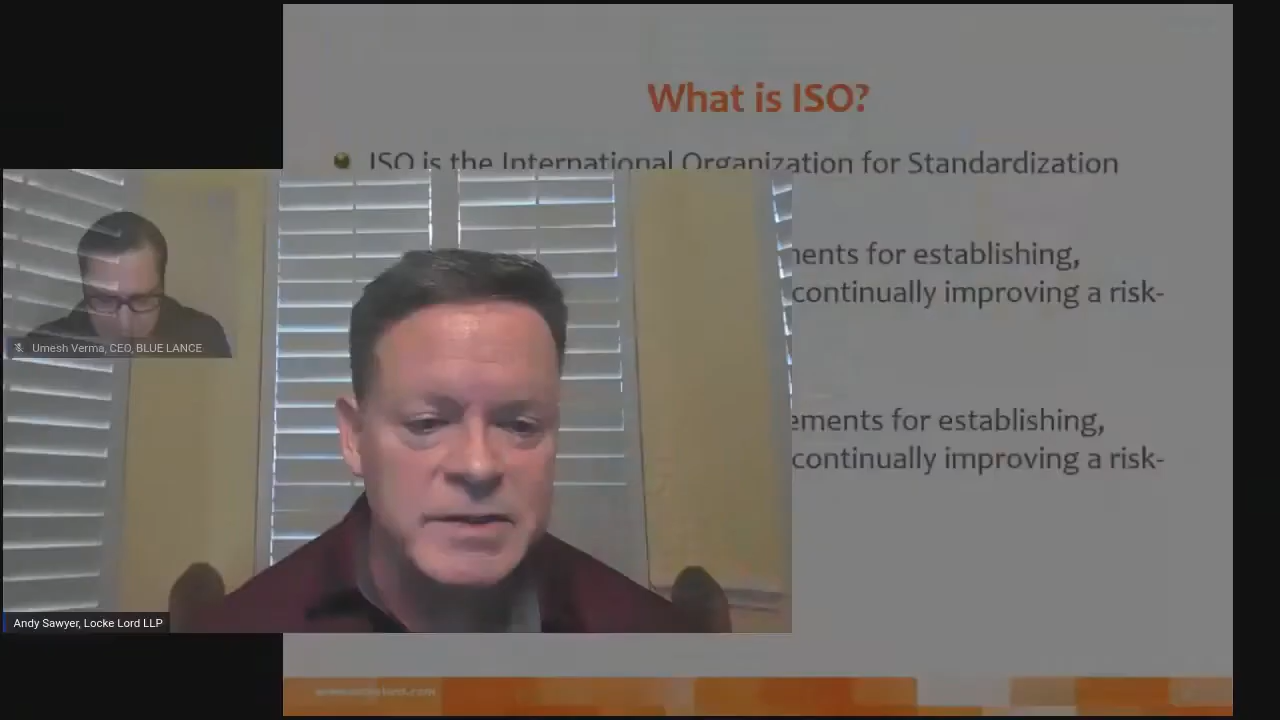 What is ISO?
ISO is the International Organization for Standardization
ments for establishing,
continually improving a risk-
ements for establishing,
continually improving a risk-
Umesh Verma, CEO, BLUE LANCE
Andy Sawyer, Locke Lord LLP